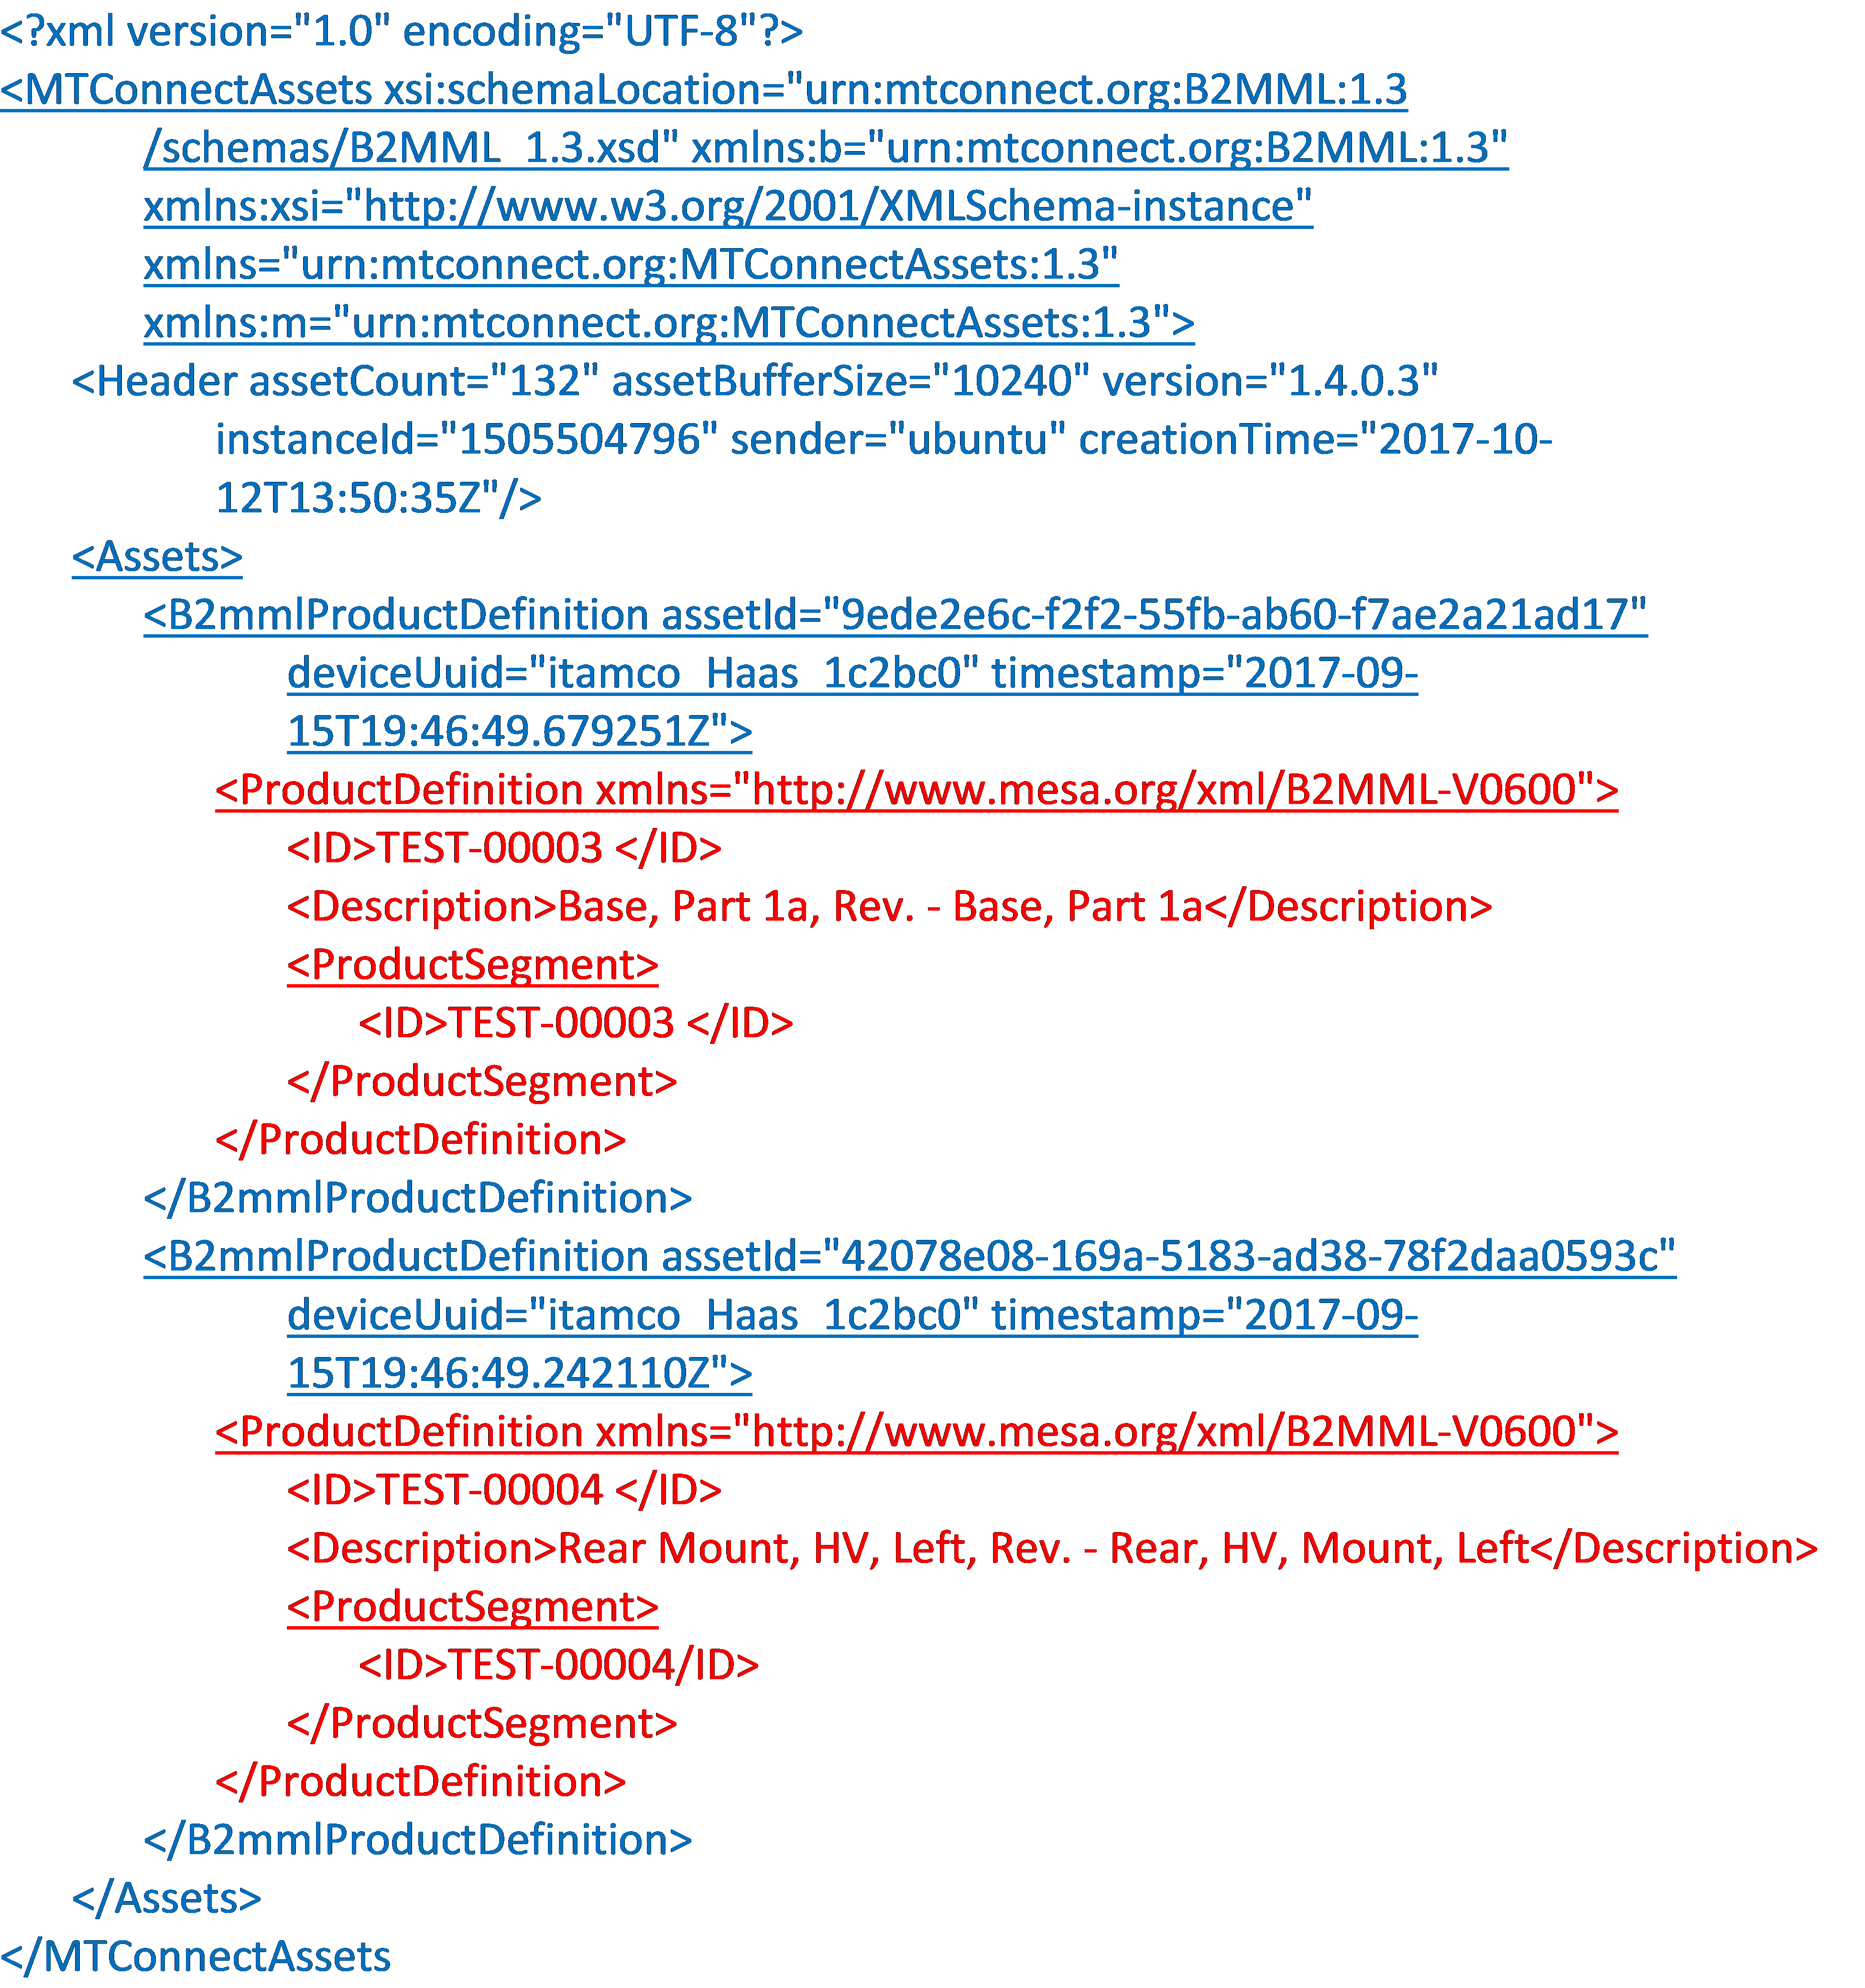 <?xml version="1.0" encoding="UTF-8"?>
<MTConnectAssets xsi:schemaLocation="urn:mtconnect.org:B2MML:1.3
/schemas/B2MML_1.3.xsd" xmlns:b="urn:mtconnect.org:B2MML:1.3"
xmlns:xsi="http://www.w3.org/2001/XMLSchema-instance"
xmlns="urn:mtconnect.org:MTConnectAssets:1.3"
xmlns:m="urn:mtconnect.org:MTConnectAssets:1.3">
<Header assetCount="132" assetBufferSize="10240" version="1.4.0.3"
instanceId="1505504796" sender="ubuntu" creationTime="2017-10-
12T13:50:35Z"/>
<Assets>
<B2mmlProductDefinition assetId="9ede2e6c-f2f2-55fb-ab60-f7ae2a21ad17"
deviceUuid="itamco_Haas_1c2bc0" timestamp="2017-09-
15T19:46:49.679251Z">
<ProductDefinition xmlns="http://www.mesa.org/xml/B2MML-V0600">
<ID>TEST-00003 </ID>
<Description>Base, Part 1a, Rev. - Base, Part 1a</Description>
<ProductSegment>
<ID>TEST-00003 </ID>
</ProductSegment>
</ProductDefinition>
</B2mmlProductDefinition>
<B2mmlProductDefinition assetId="42078e08-169a-5183-ad38-78f2daa0593c"
deviceUuid="itamco_Haas_1c2bc0" timestamp="2017-09-
15T19:46:49.242110Z">
<ProductDefinition xmlns="http://www.mesa.org/xml/B2MML-V0600">
<ID>TEST-00004 </ID>
<Description>Rear Mount, HV, Left, Rev. - Rear, HV, Mount, Left</Description>
<ProductSegment>
<ID>TEST-00004/ID>
</ProductSegment>
</ProductDefinition>
</B2mmlProductDefinition>
</Assets>
</MTConnectAssets